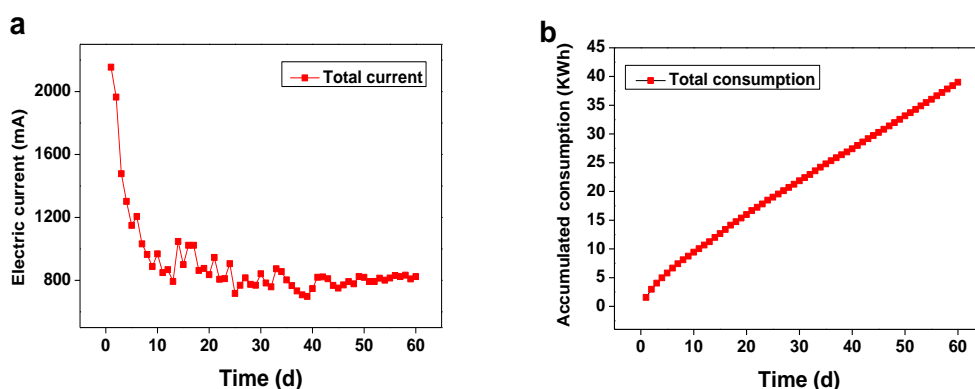 a
Total current
Electric current (mA)
2000
1600
1200
800
0 10 20 30 40 50 60
Time (d)
b
Total consumption
Accumulated consumption (KWh)
45
40
35
30
25
20
15
10
5
0
0 10 20 30 40 50 60
Time (d)